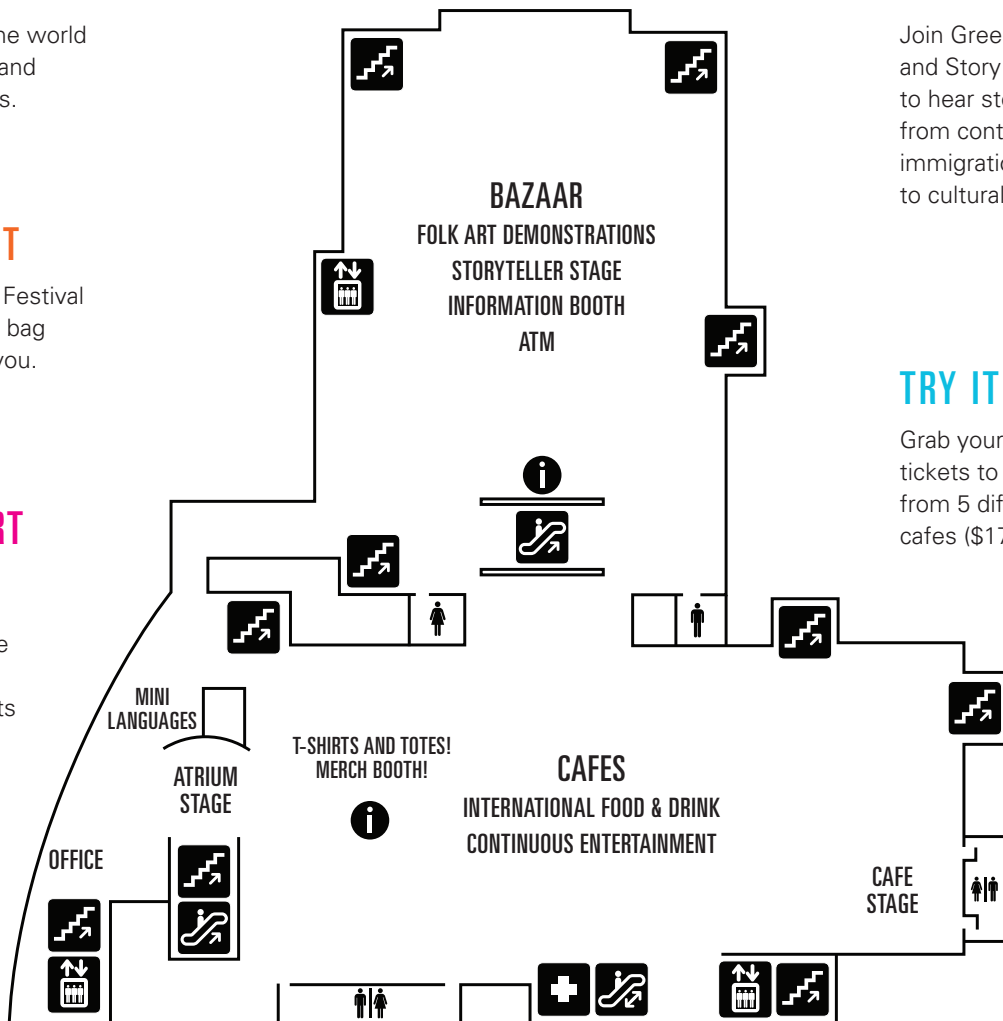 he world
and
s.
T
Festival
bag
you.
RT
e
ts
Join Gree
and Story
to hear sto
from cont
immigratio
to cultural
TRY IT
Grab your
tickets to
from 5 dif
cafes ($17
BAZAAR
FOLK ART DEMONSTRATIONS
STORYTELLER STAGE
INFORMATION BOOTH
ATM
MINI
LANGUAGES
ATRIUM
STAGE
T-SHIRTS AND TOTES!
MERCH BOOTH!
CAFES
INTERNATIONAL FOOD & DRINK
CONTINUOUS ENTERTAINMENT
OFFICE
CAFE
STAGE